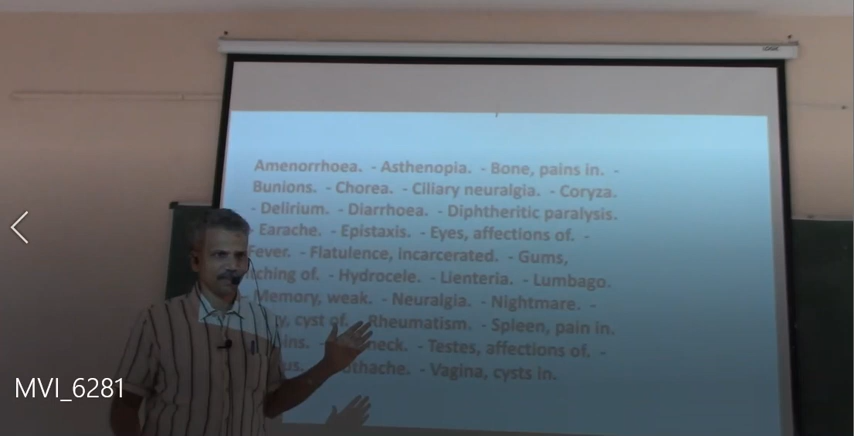 LOGIC
Amenorrhoea. - Asthenopia. - Bone, pains in. -
Bunions. - Chorea. - Ciliary neuralgia. - Coryza.
- Delirium. - Diarrhoea. - Diphtheritic paralysis.
- Earache. - Epistaxis. - Eyes, affections of. -
Fever. - Flatulence, incarcerated. - Gums,
ching of. - Hydrocele. - Lienteria. - Lumbago.
Memory, weak. - Neuralgia. - Nightmare. -
cyst of. - Rheumatism. - Spleen, pain in.
neck. - Testes, affections of. -
othache. - Vagina, cysts in.
MVI_6281